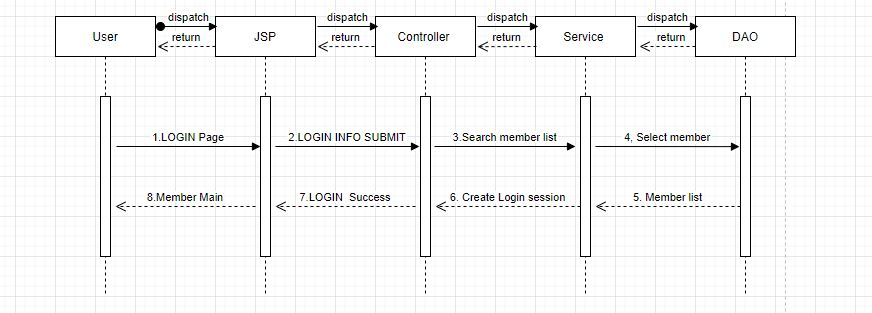 dispatch dispatch dispatch dispatch
User JSP Controller Service DAO
return return return return
1.LOGIN Page 2.LOGIN INFO SUBMIT 3.Search member list 4, Select member
8.Member Main 7.LOGIN Success 6. Create Login session 5. Member list